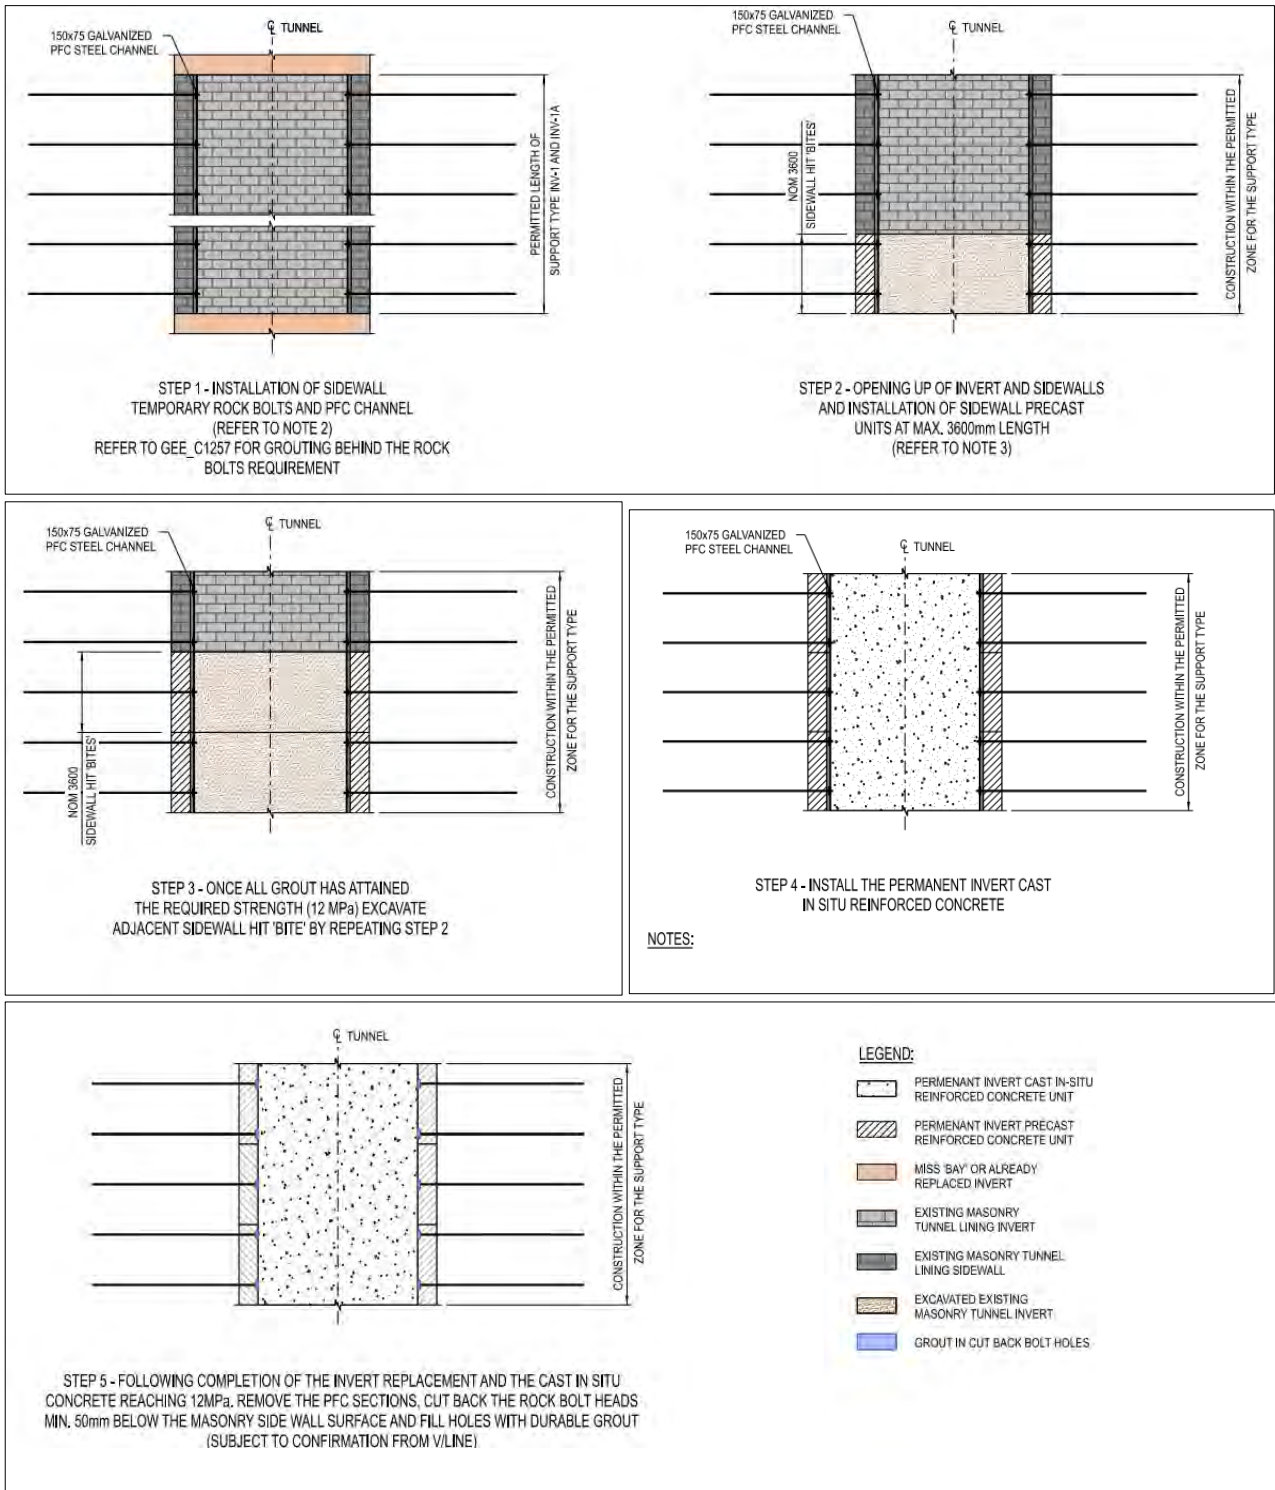 ℄ TUNNEL
150x75 GALVANIZED
PFC STEEL CHANNEL
PERMITTED LENGTH OF
SUPPORT TYPE INV-1 AND INV-1A
STEP 1 - INSTALLATION OF SIDEWALL
TEMPORARY ROCK BOLTS AND PFC CHANNEL
(REFER TO NOTE 2)
REFER TO GEE_C1257 FOR GROUTING BEHIND THE ROCK
BOLTS REQUIREMENT
150x75 GALVANIZED
PFC STEEL CHANNEL
℄ TUNNEL
NOM 3600
SIDEWALL HIT 'BITES'
CONSTRUCTION WITHIN THE PERMITTED
ZONE FOR THE SUPPORT TYPE
STEP 2 - OPENING UP OF INVERT AND SIDEWALLS
AND INSTALLATION OF SIDEWALL PRECAST
UNITS AT MAX. 3600mm LENGTH
(REFER TO NOTE 3)
150x75 GALVANIZED
PFC STEEL CHANNEL
℄ TUNNEL
NOM 3600
SIDEWALL HIT 'BITES'
CONSTRUCTION WITHIN THE PERMITTED
ZONE FOR THE SUPPORT TYPE
STEP 3 - ONCE ALL GROUT HAS ATTAINED
THE REQUIRED STRENGTH (12 MPa) EXCAVATE
ADJACENT SIDEWALL HIT 'BITE' BY REPEATING STEP 2
150x75 GALVANIZED
PFC STEEL CHANNEL
℄ TUNNEL
CONSTRUCTION WITHIN THE PERMITTED
ZONE FOR THE SUPPORT TYPE
STEP 4 - INSTALL THE PERMANENT INVERT CAST
IN SITU REINFORCED CONCRETE
NOTES:
℄ TUNNEL
CONSTRUCTION WITHIN THE PERMITTED
ZONE FOR THE SUPPORT TYPE
STEP 5 - FOLLOWING COMPLETION OF THE INVERT REPLACEMENT AND THE CAST IN SITU
CONCRETE REACHING 12MPa. REMOVE THE PFC SECTIONS, CUT BACK THE ROCK BOLT HEADS
MIN. 50mm BELOW THE MASONRY SIDE WALL SURFACE AND FILL HOLES WITH DURABLE GROUT
(SUBJECT TO CONFIRMATION FROM V/LINE)
LEGEND:
PERMENANT INVERT CAST IN-SITU
REINFORCED CONCRETE UNIT
PERMENANT INVERT PRECAST
REINFORCED CONCRETE UNIT
MISS 'BAY' OR ALREADY
REPLACED INVERT
EXISTING MASONRY
TUNNEL LINING INVERT
EXISTING MASONRY TUNNEL
LINING SIDEWALL
EXCAVATED EXISTING
MASONRY TUNNEL INVERT
GROUT IN CUT BACK BOLT HOLES